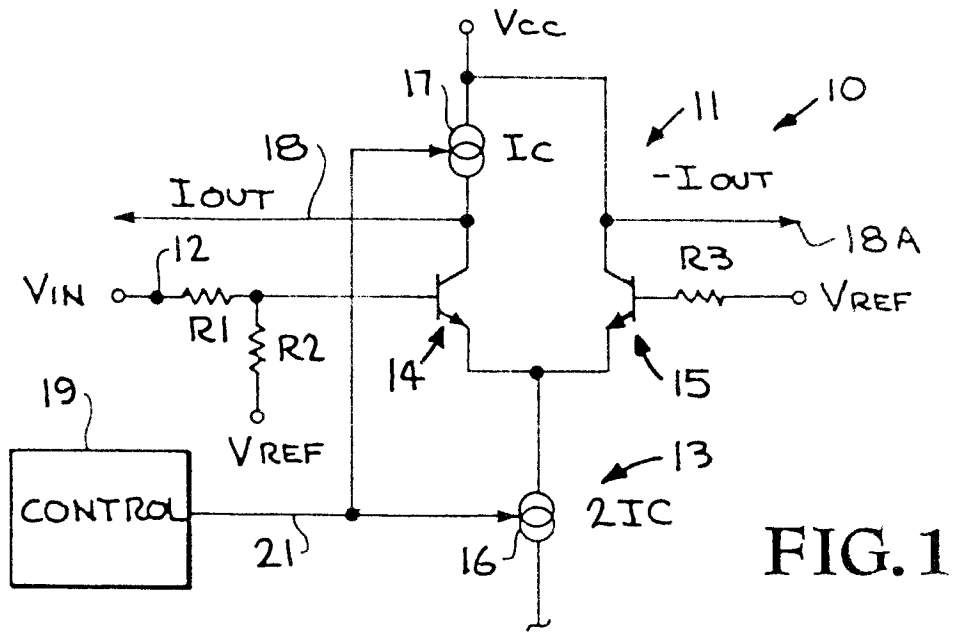 VCC
17
11
10
18
IC
-IOUT
IOUT
12
18A
R3
VIN
VREF
R1
R2
14
15
19
VREF
13
CONTROL
2IC
21
16
FIG. 1